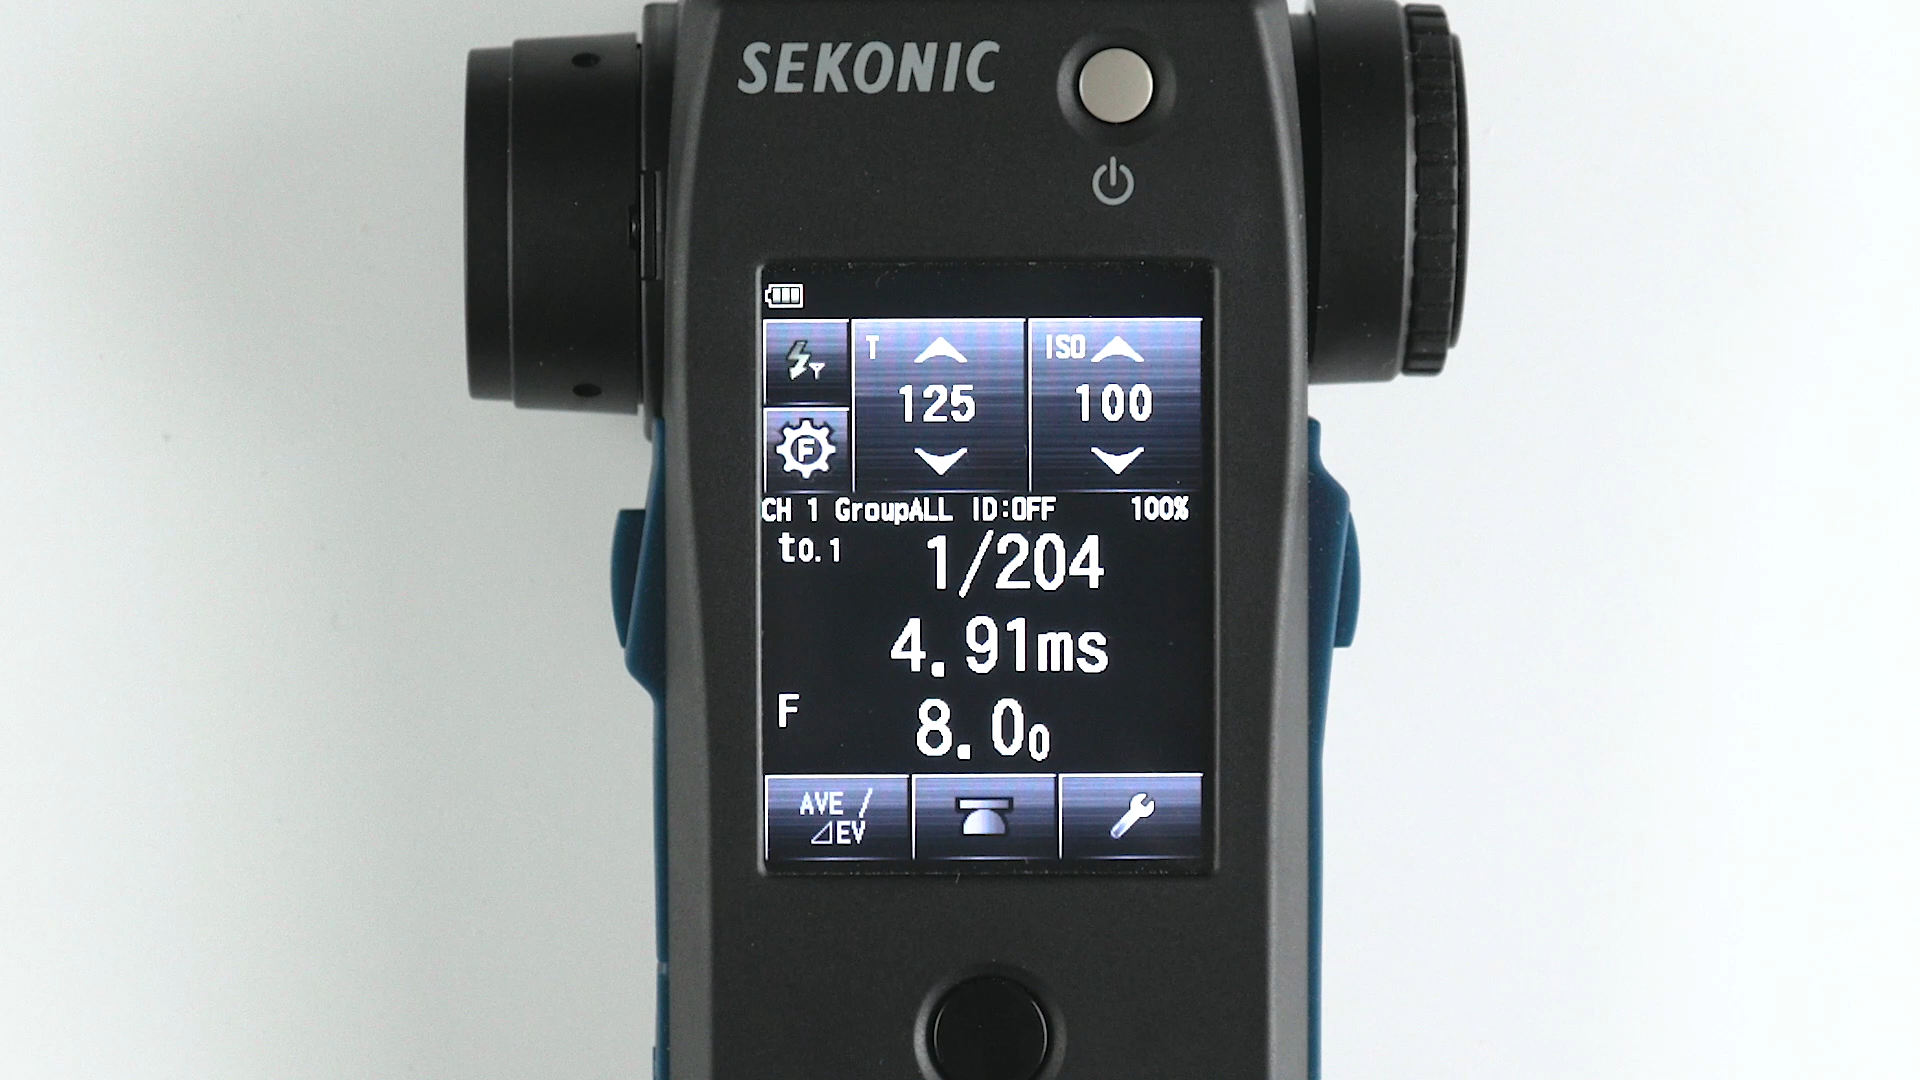 SEKONIC
T
125
ISO
100
F
CH 1 GroupALL ID:OFF 100%
t0.1 1/204
4.91ms
F 8.00
AVE /
⊿EV